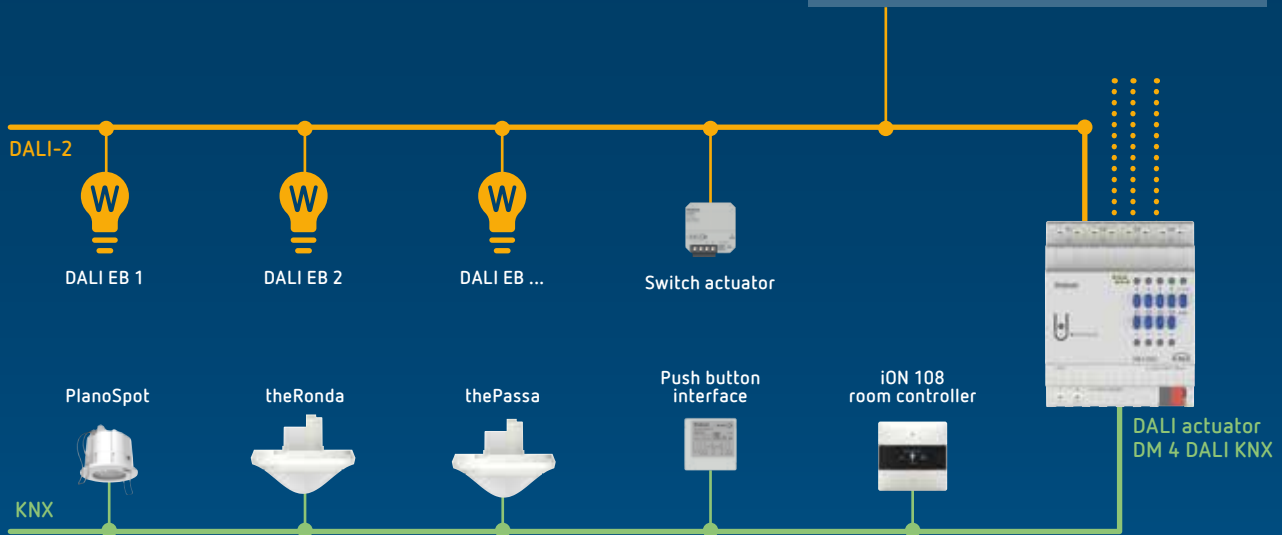 DALI-2
W
W
W
DALI EB 1
DALI EB 2
DALI EB ...
Switch actuator
PlanoSpot
theRonda
thePassa
Push button
interface
iON 108
room controller
DALI actuator
DM 4 DALI KNX
KNX